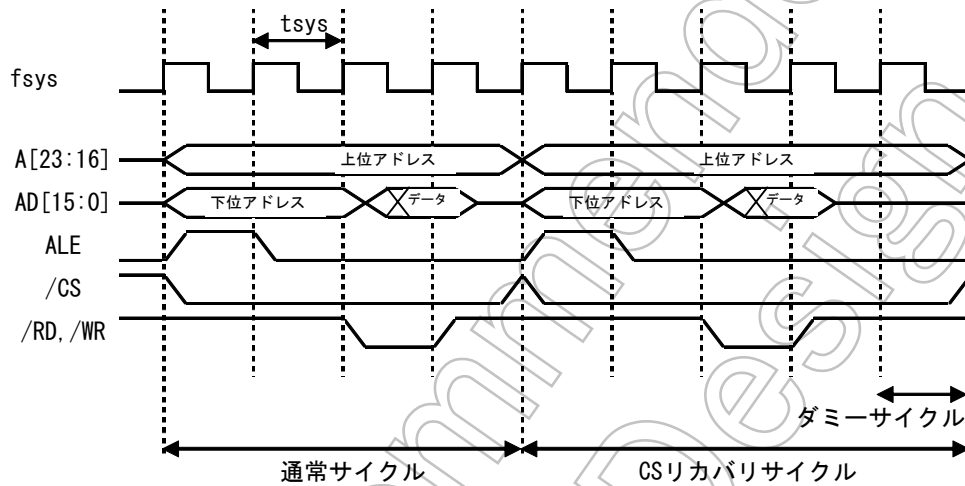 tsys
fsys
A[23:16]
上位アドレス
上位アドレス
AD[15:0]
下位アドレス
データ
下位アドレス
データ
ALE
/CS
/RD, /WR
ダミーサイクル
通常サイクル
CSリカバリサイクル